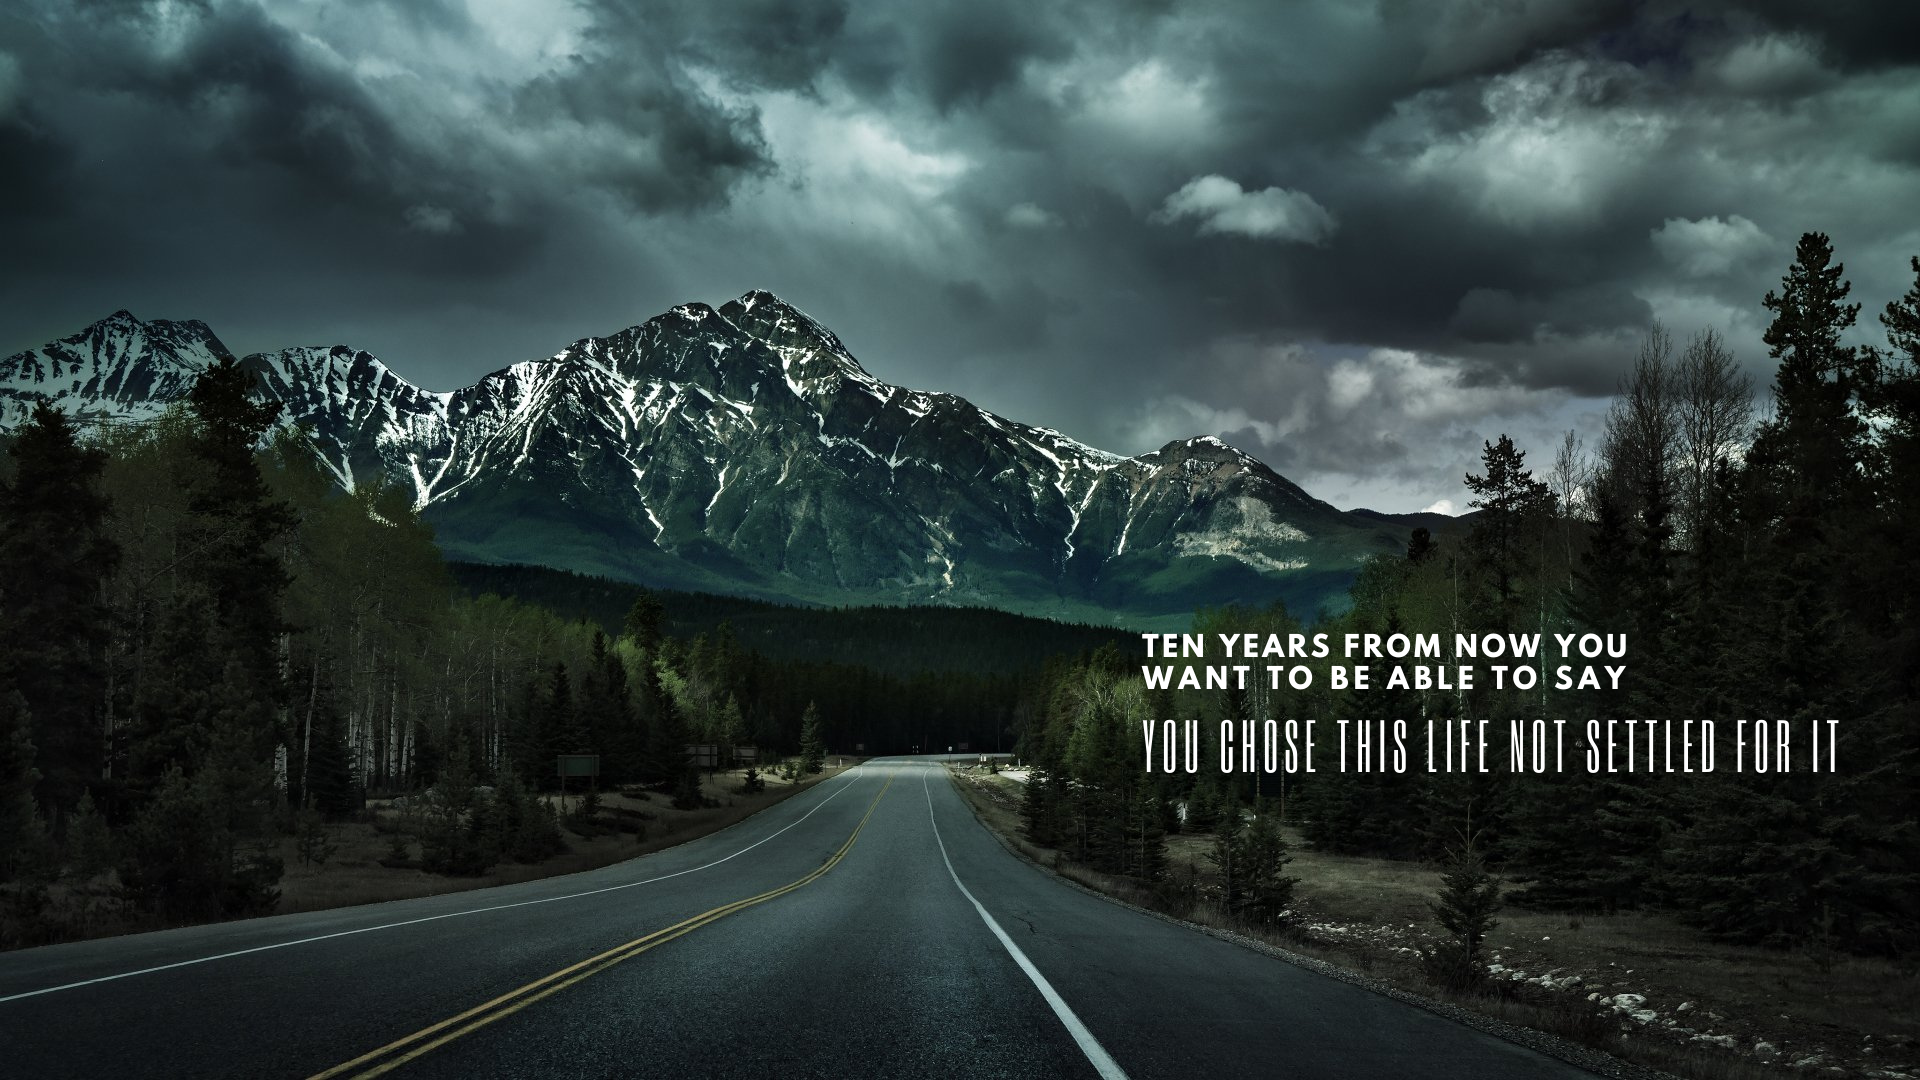 TEN YEARS FROM NOW YOU
WANT TO BE ABLE TO SAY
YOU CHOSE THIS LIFE NOT SETTLED FOR IT